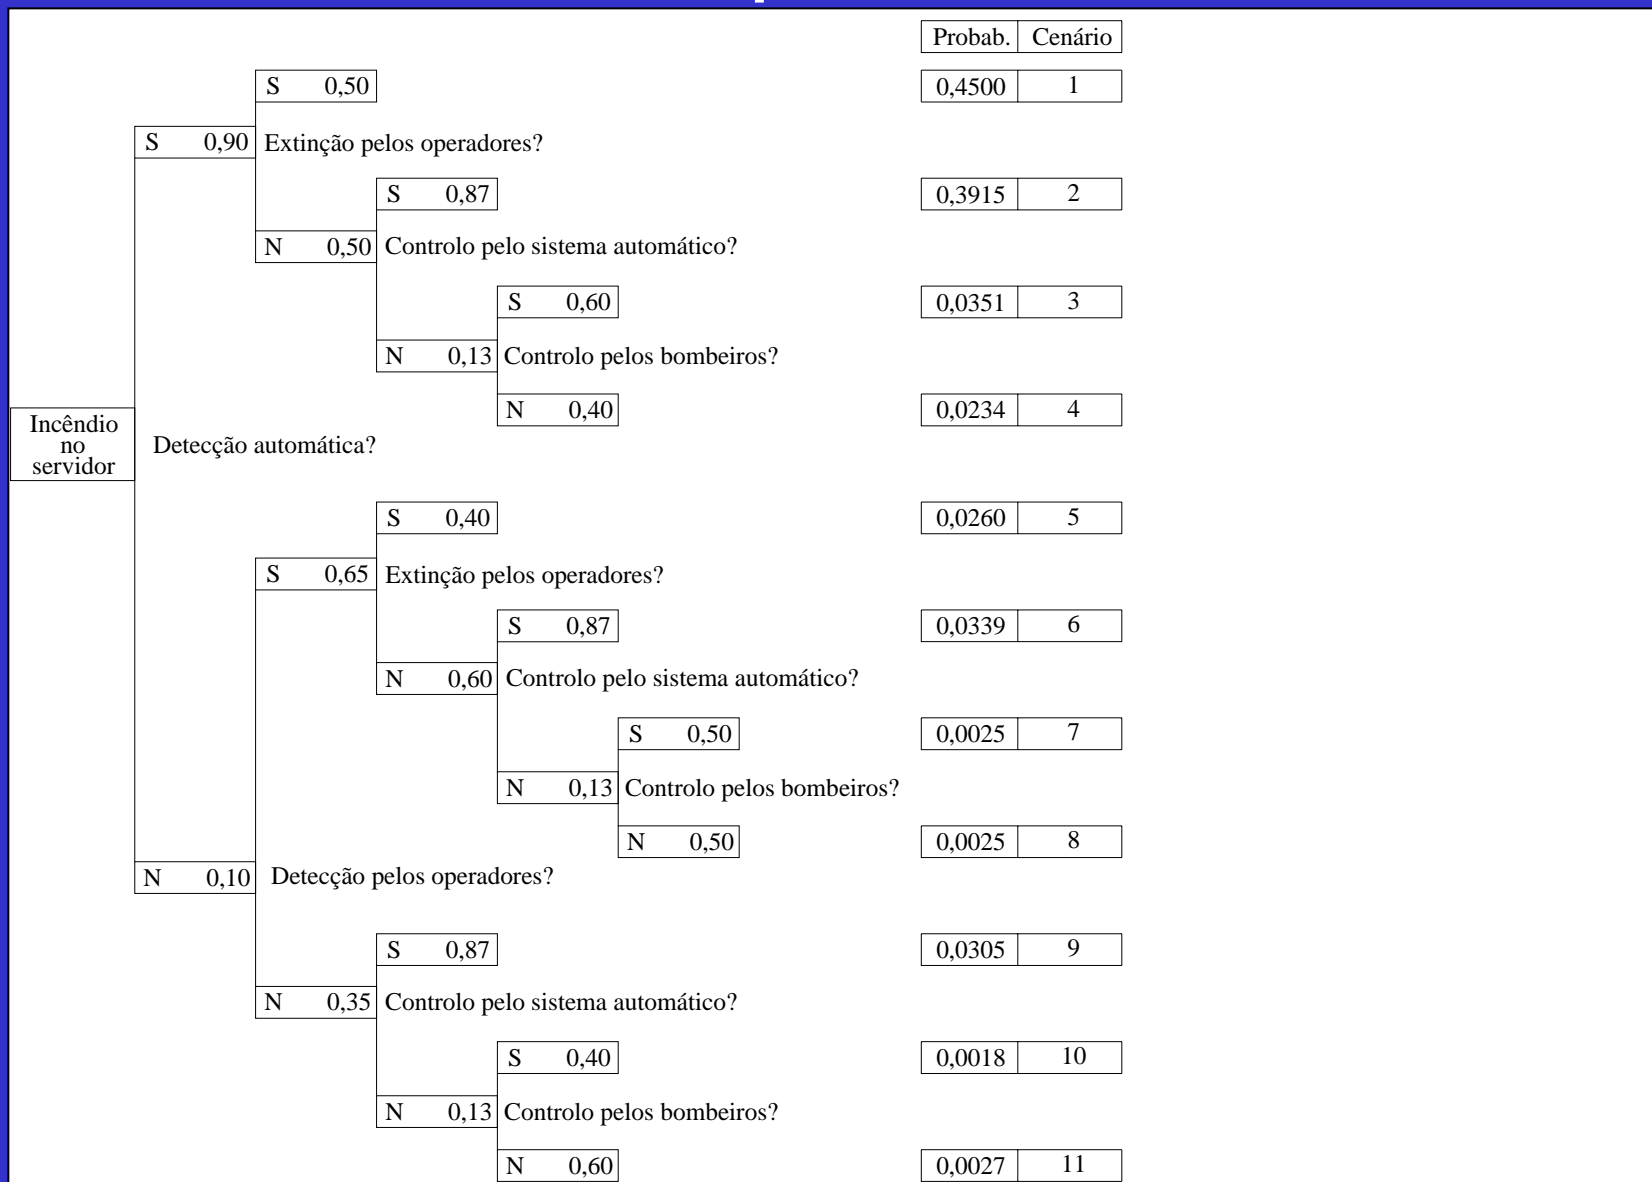 Probab. Cenário
S 0,50 0,4500 1
S 0,90 Extinção pelos operadores?
S 0,87 0,3915 2
N 0,50 Controlo pelo sistema automático?
S 0,60 0,0351 3
N 0,13 Controlo pelos bombeiros?
N 0,40 0,0234 4
Incêndio
no
servidor
Detecção automática?
S 0,40 0,0260 5
S 0,65 Extinção pelos operadores?
S 0,87 0,0339 6
N 0,60 Controlo pelo sistema automático?
S 0,50 0,0025 7
N 0,13 Controlo pelos bombeiros?
N 0,50 0,0025 8
N 0,10 Detecção pelos operadores?
S 0,87 0,0305 9
N 0,35 Controlo pelo sistema automático?
S 0,40 0,0018 10
N 0,13 Controlo pelos bombeiros?
N 0,60 0,0027 11